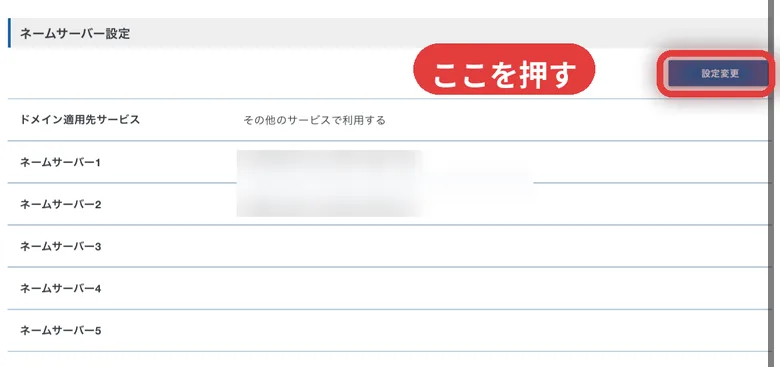 ネームサーバー設定
ここを押す
設定変更
ドメイン適用先サービス
その他のサービスで利用する
ネームサーバー1
ネームサーバー2
ネームサーバー3
ネームサーバー4
ネームサーバー5